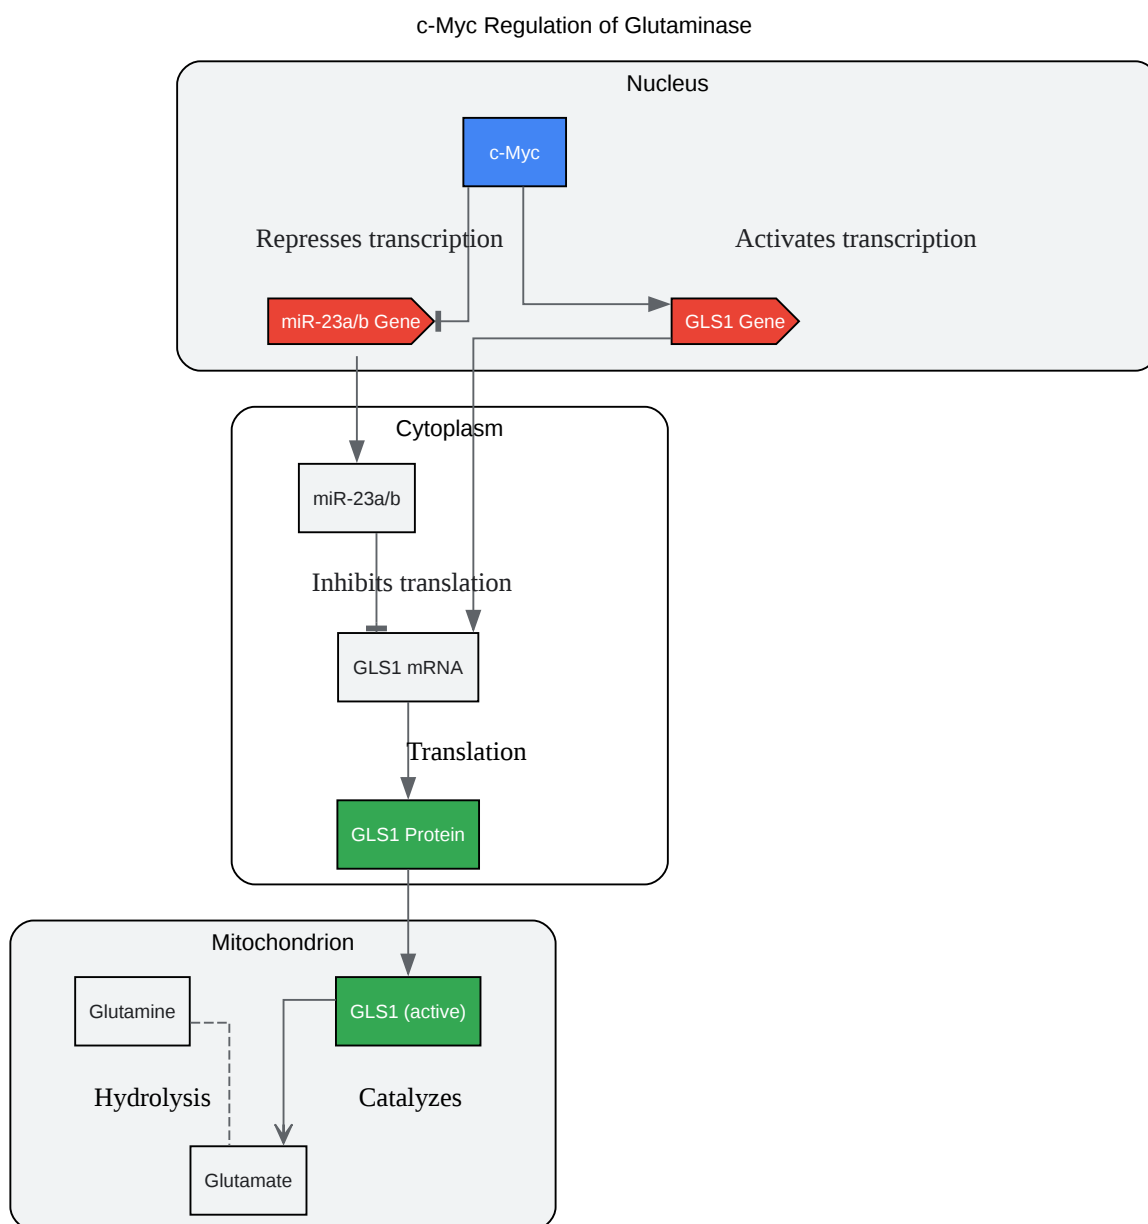 c-Myc Regulation of Glutaminase
Nucleus
c-Myc
Represses transcription
Activates transcription
miR-23a/b Gene
GLS1 Gene
Cytoplasm
miR-23a/b
Inhibits translation
GLS1 mRNA
Translation
GLS1 Protein
Mitochondrion
Glutamine
GLS1 (active)
Hydrolysis
Catalyzes
Glutamate